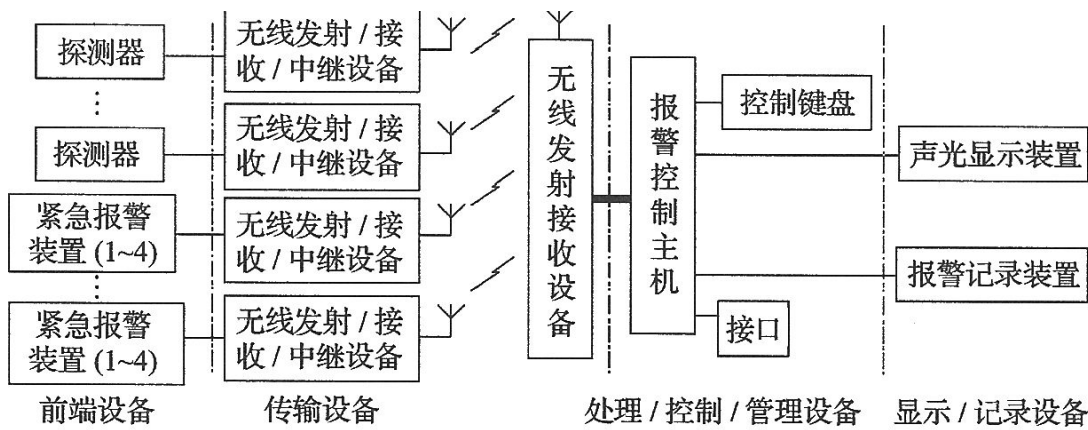 探测器
无线发射 / 接
收 / 中继设备
探测器
无线发射 / 接
收 / 中继设备
紧急报警
装置 (1~4)
无线发射 / 接
收 / 中继设备
紧急报警
装置 (1~4)
无线发射 / 接
收 / 中继设备
无线发射接收设备
报警控制主机
控制键盘
声光显示装置
报警记录装置
接口
前端设备
传输设备
处理 / 控制 / 管理设备
显示 / 记录设备